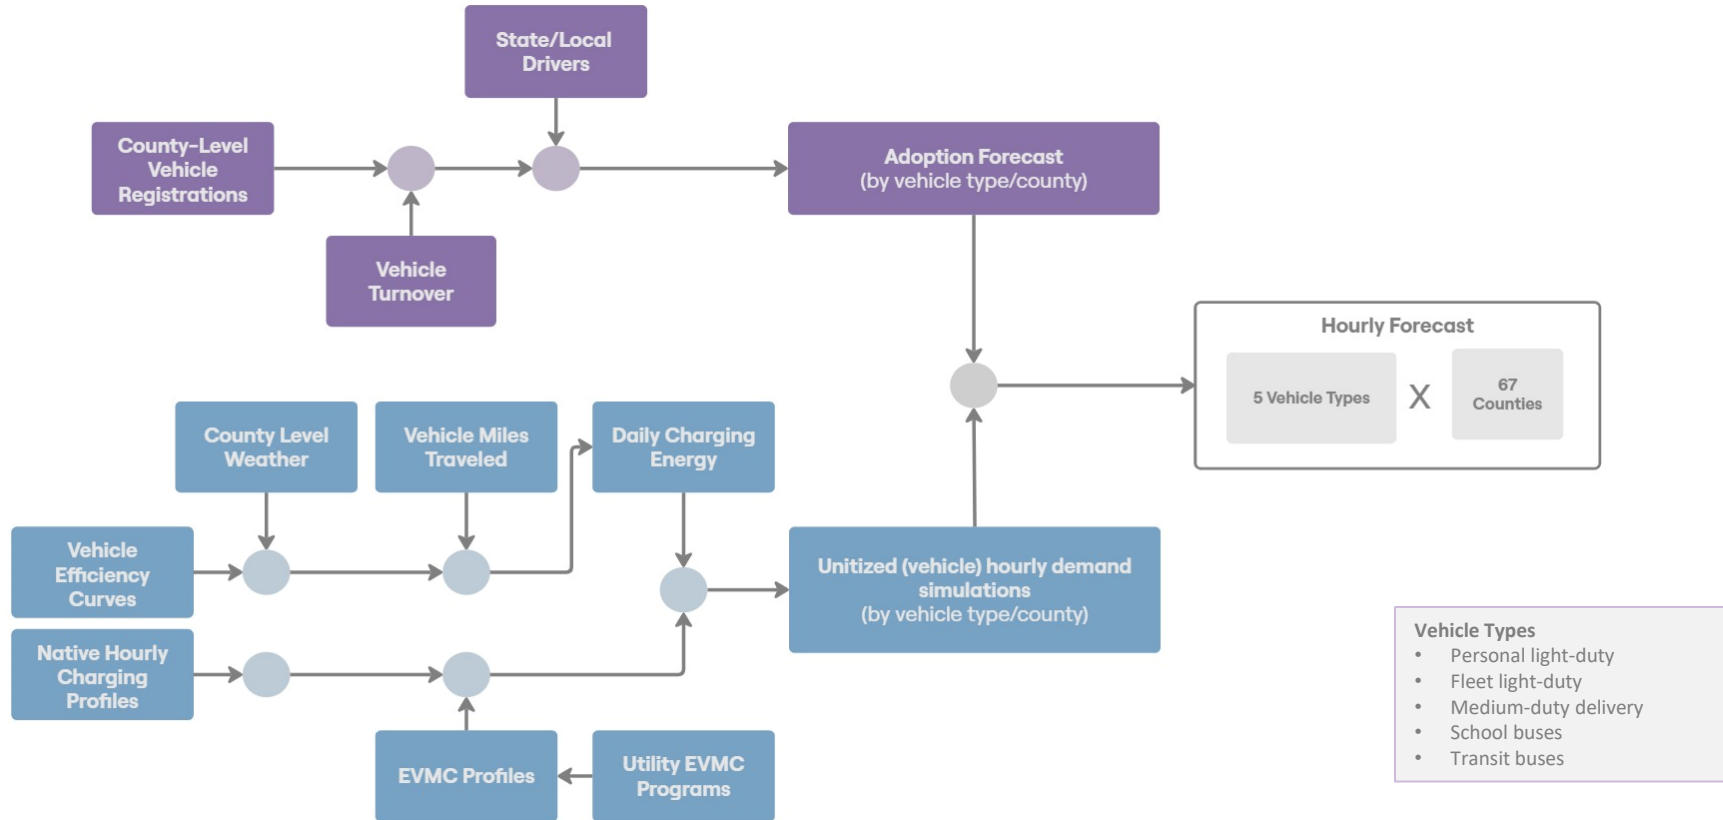 State/Local
Drivers
County-Level
Vehicle
Registrations
Adoption Forecast
(by vehicle type/county)
Vehicle
Turnover
Hourly Forecast
5 Vehicle Types
X
67
Counties
County Level
Weather
Vehicle Miles
Traveled
Daily Charging
Energy
Vehicle
Efficiency
Curves
Unitized (vehicle) hourly demand
simulations
(by vehicle type/county)
Native Hourly
Charging
Profiles
EVMC Profiles
Utility EVMC
Programs
Vehicle Types
• Personal light-duty
• Fleet light-duty
• Medium-duty delivery
• School buses
• Transit buses